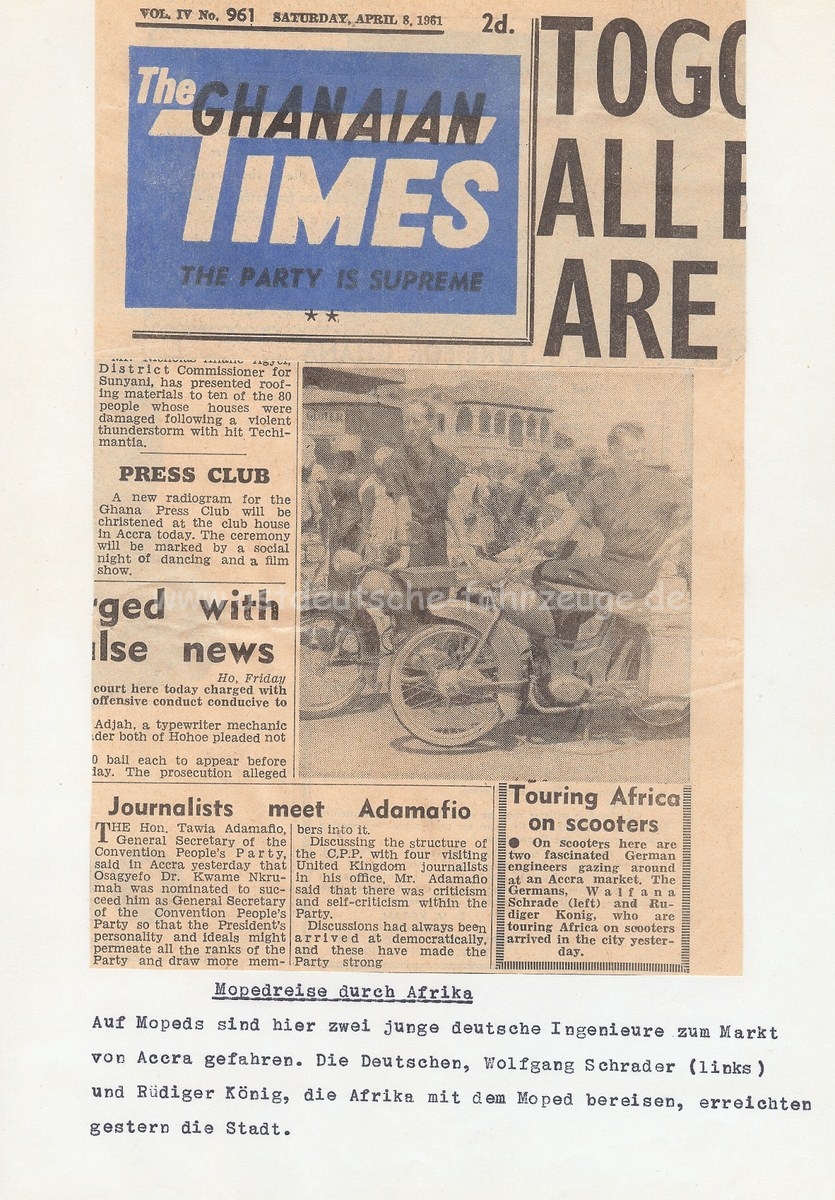 VOL. IV No. 961 SATURDAY, APRIL 8, 1961 2d.
The
GHANAIAN
TIMES
THE PARTY IS SUPREME
★★
TOGO
ALL
ARE
District Commissioner for
Sunyani, has presented roof-
ing materials to ten of the 80
people whose houses were
damaged following a violent
thunderstorm with hit Techi-
mantia.
PRESS CLUB
A new radiogram for the
Ghana Press Club will be
christened at the club house
in Accra today. The ceremony
will be marked by a social
night of dancing and a film
show.
rged with
lse news
Ho, Friday
court here today charged with
offensive conduct conducive to
Adjah, a typewriter mechanic
der both of Hohoe pleaded not
0 bail each to appear before
day. The prosecution alleged
www.ostdeutsche-fahrzeuge.de
Journalists meet Adamafio
THE Hon. Tawia Adamafio,
General Secretary of the
Convention People's Party,
said in Accra yesterday that
Osagyefo Dr. Kwame Nkru-
mah was nominated to suc-
ceed him as General Secretary
of the Convention People's
Party so that the President's
personality and ideals might
permeate all the ranks of the
Party and draw more mem-
bers into it.
Discussing the structure of
the C.P.P. with four visiting
United Kingdom journalists
in his office, Mr. Adamafio
said that there was criticism
and self-criticism within the
Party.
Discussions had always been
arrived at democratically,
and these have made the
Party strong
Touring Africa
on scooters
● On scooters here are
two fascinated German
engineers gazing around
at an Accra market. The
Germans, Walfana
Schrade (left) and Ru-
diger Konig, who are
touring Africa on scooters
arrived in the city yester-
day.
Mopedreise durch Afrika
Auf Mopeds sind hier zwei junge deutsche Ingenieure zum Markt
von Accra gefahren. Die Deutschen, Wolfgang Schrader (links)
und Rüdiger König, die Afrika mit dem Moped bereisen, erreichten
gestern die Stadt.